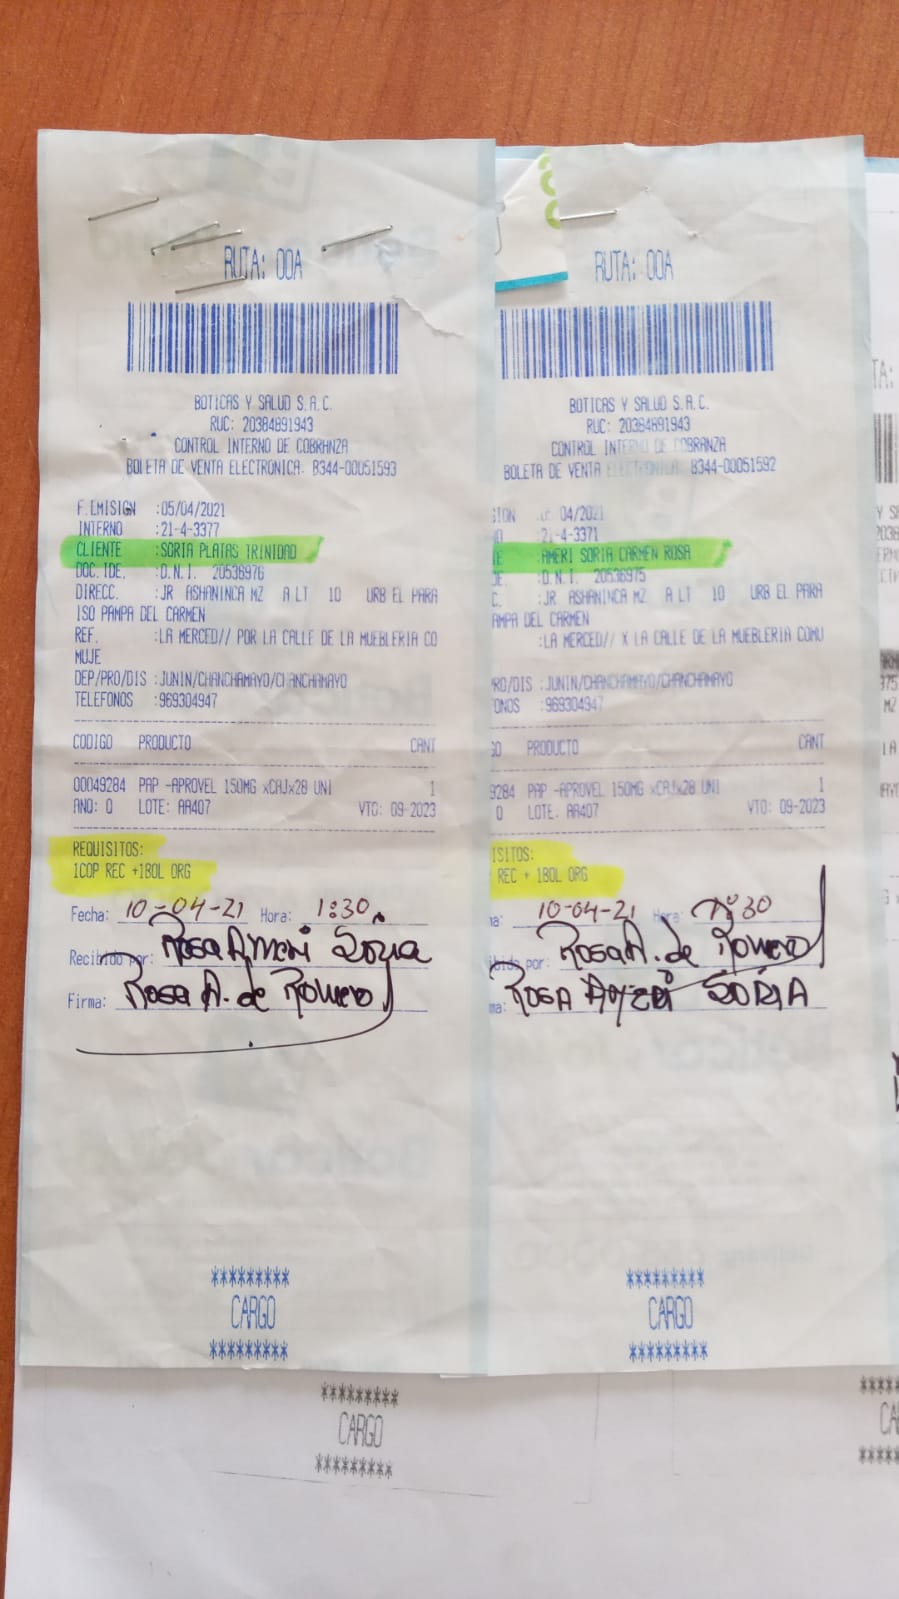 RUTA: 00A
BOTICAS Y SALUD S.A.C.
RUC: 20384891943
CONTROL INTERNO DE COBRANZA
BOLETA DE VENTA ELECTRONICA: B344-00051593
F.EMISION :05/04/2021
INTERNO :21-4-3377
CLIENTE :SORIA PLATAS TRINIDAD
DOC.IDE. :D.N.I. 20536976
DIRECC. :JR ASHANINCA MZ A LT 10 URB EL PARA
ISO PAMPA DEL CARMEN
REF. :LA MERCED// POR LA CALLE DE LA MUEBLERIA CO
MUJE
DEP/PRO/DIS :JUNIN/CHANCHAMAYO/CHANCHAMAYO
TELEFONOS :969304947
CODIGO PRODUCTO CANT
00049284 PAP -APROVEL 150MG xCAJx28 UNI 1
ANO: 0 LOTE: AA407 VTO: 09-2023
REQUISITOS:
1COP REC +1BOL ORG
Fecha: 10-04-21 Hora: 1:30
Recibido por: Rosa Ameri Soria
Firma: Rosa A. de Romero
*********
CARGO
*********
RUTA: 00A
BOTICAS Y SALUD S.A.C.
RUC: 20384891943
CONTROL INTERNO DE COBRANZA
BOLETA DE VENTA ELECTRONICA: B344-00051592
SION 04/2021
:21-4-3371
E :AMERI SORIA CARMEN ROSA
DE. :D.N.I. 20536975
C. :JR ASHANINCA MZ A LT 10 URB EL PARA
AMPA DEL CARMEN
:LA MERCED// X LA CALLE DE LA MUEBLERIA COMU
RO/DIS :JUNIN/CHANCHAMAYO/CHANCHAMAYO
ONOS :969304947
GO PRODUCTO CANT
9284 PAP -APROVEL 150MG xCAJx28 UNI 1
0 LOTE: AA407 VTO: 09-2023
ISITOS:
REC + 1BOL ORG
na: 10-04-21 Hora: 1:30
ibido por: Rosa A. de Romero
ma: ROSA AMERI SORIA
*********
CARGO
*********
*********
CARGO
*********